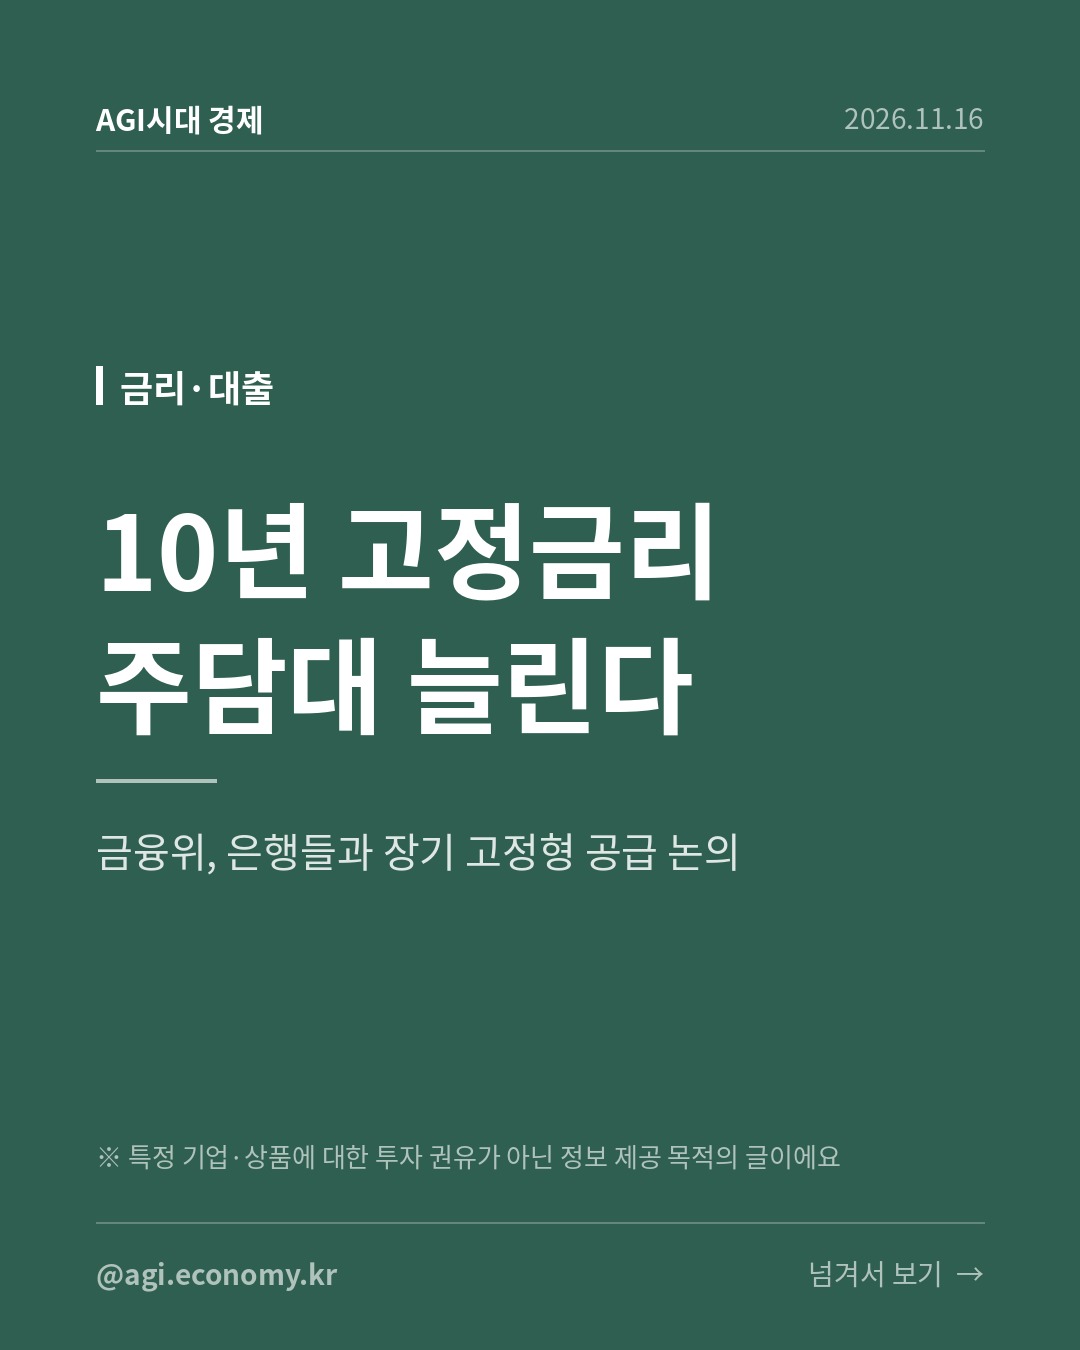 AGI시대 경제
2026.11.16
금리·대출
10년 고정금리
주담대 늘린다
금융위, 은행들과 장기 고정형 공급 논의
※ 특정 기업·상품에 대한 투자 권유가 아닌 정보 제공 목적의 글이에요
@agi.economy.kr
넘겨서 보기 →